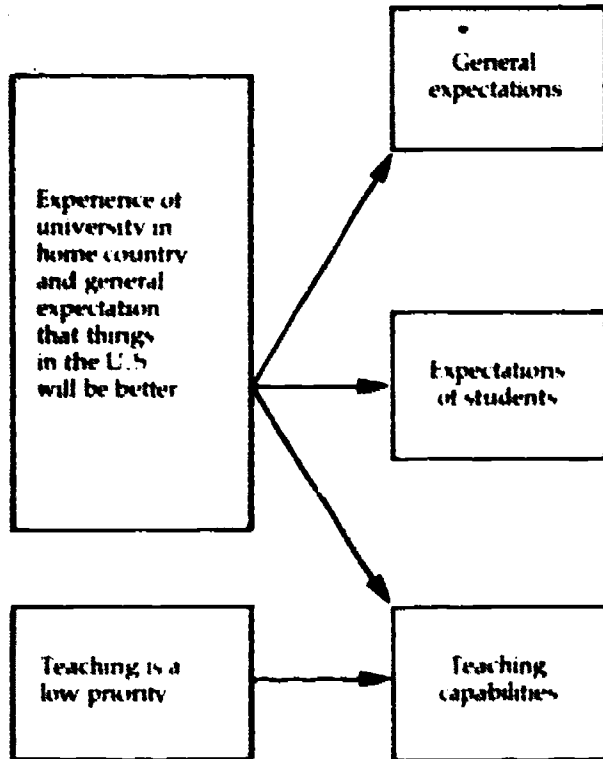 General
expectations
Experience of
university in
home country
and general
expectation
that things
in the U.S
will be better
Expectations
of students
Teaching is a
low priority
Teaching
capabilities